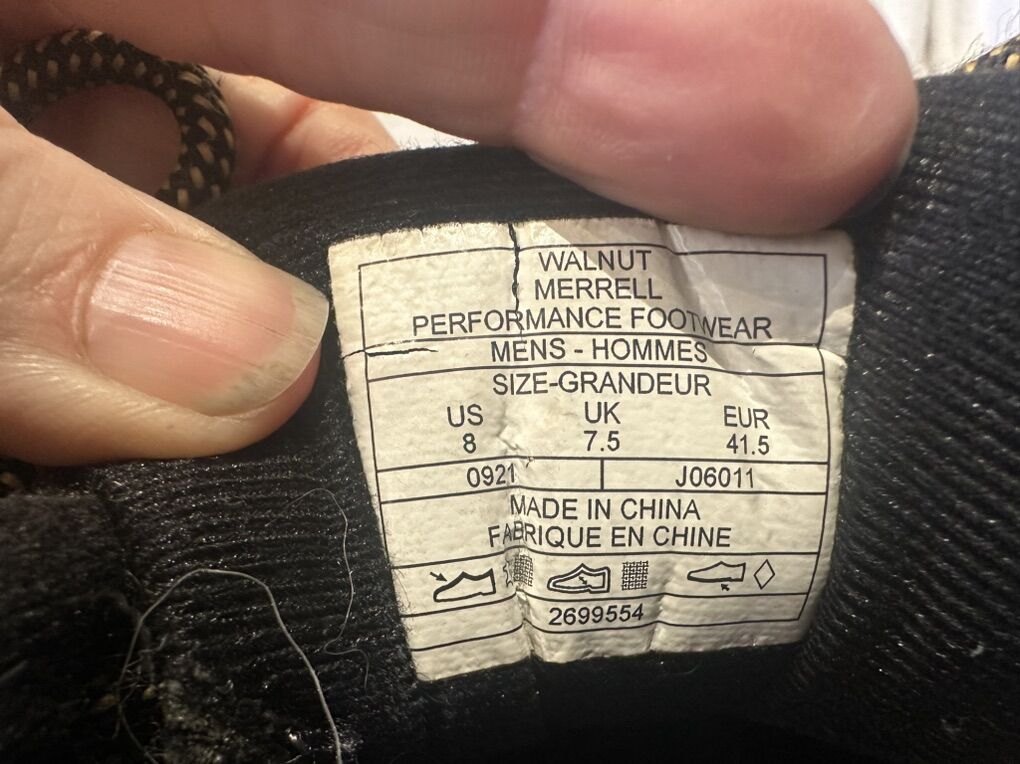 WALNUT
MERRELL
PERFORMANCE FOOTWEAR
MENS - HOMMES
SIZE-GRANDEUR
US UK EUR
8 7.5 41.5
0921 J06011
MADE IN CHINA
FABRIQUE EN CHINE
2699554